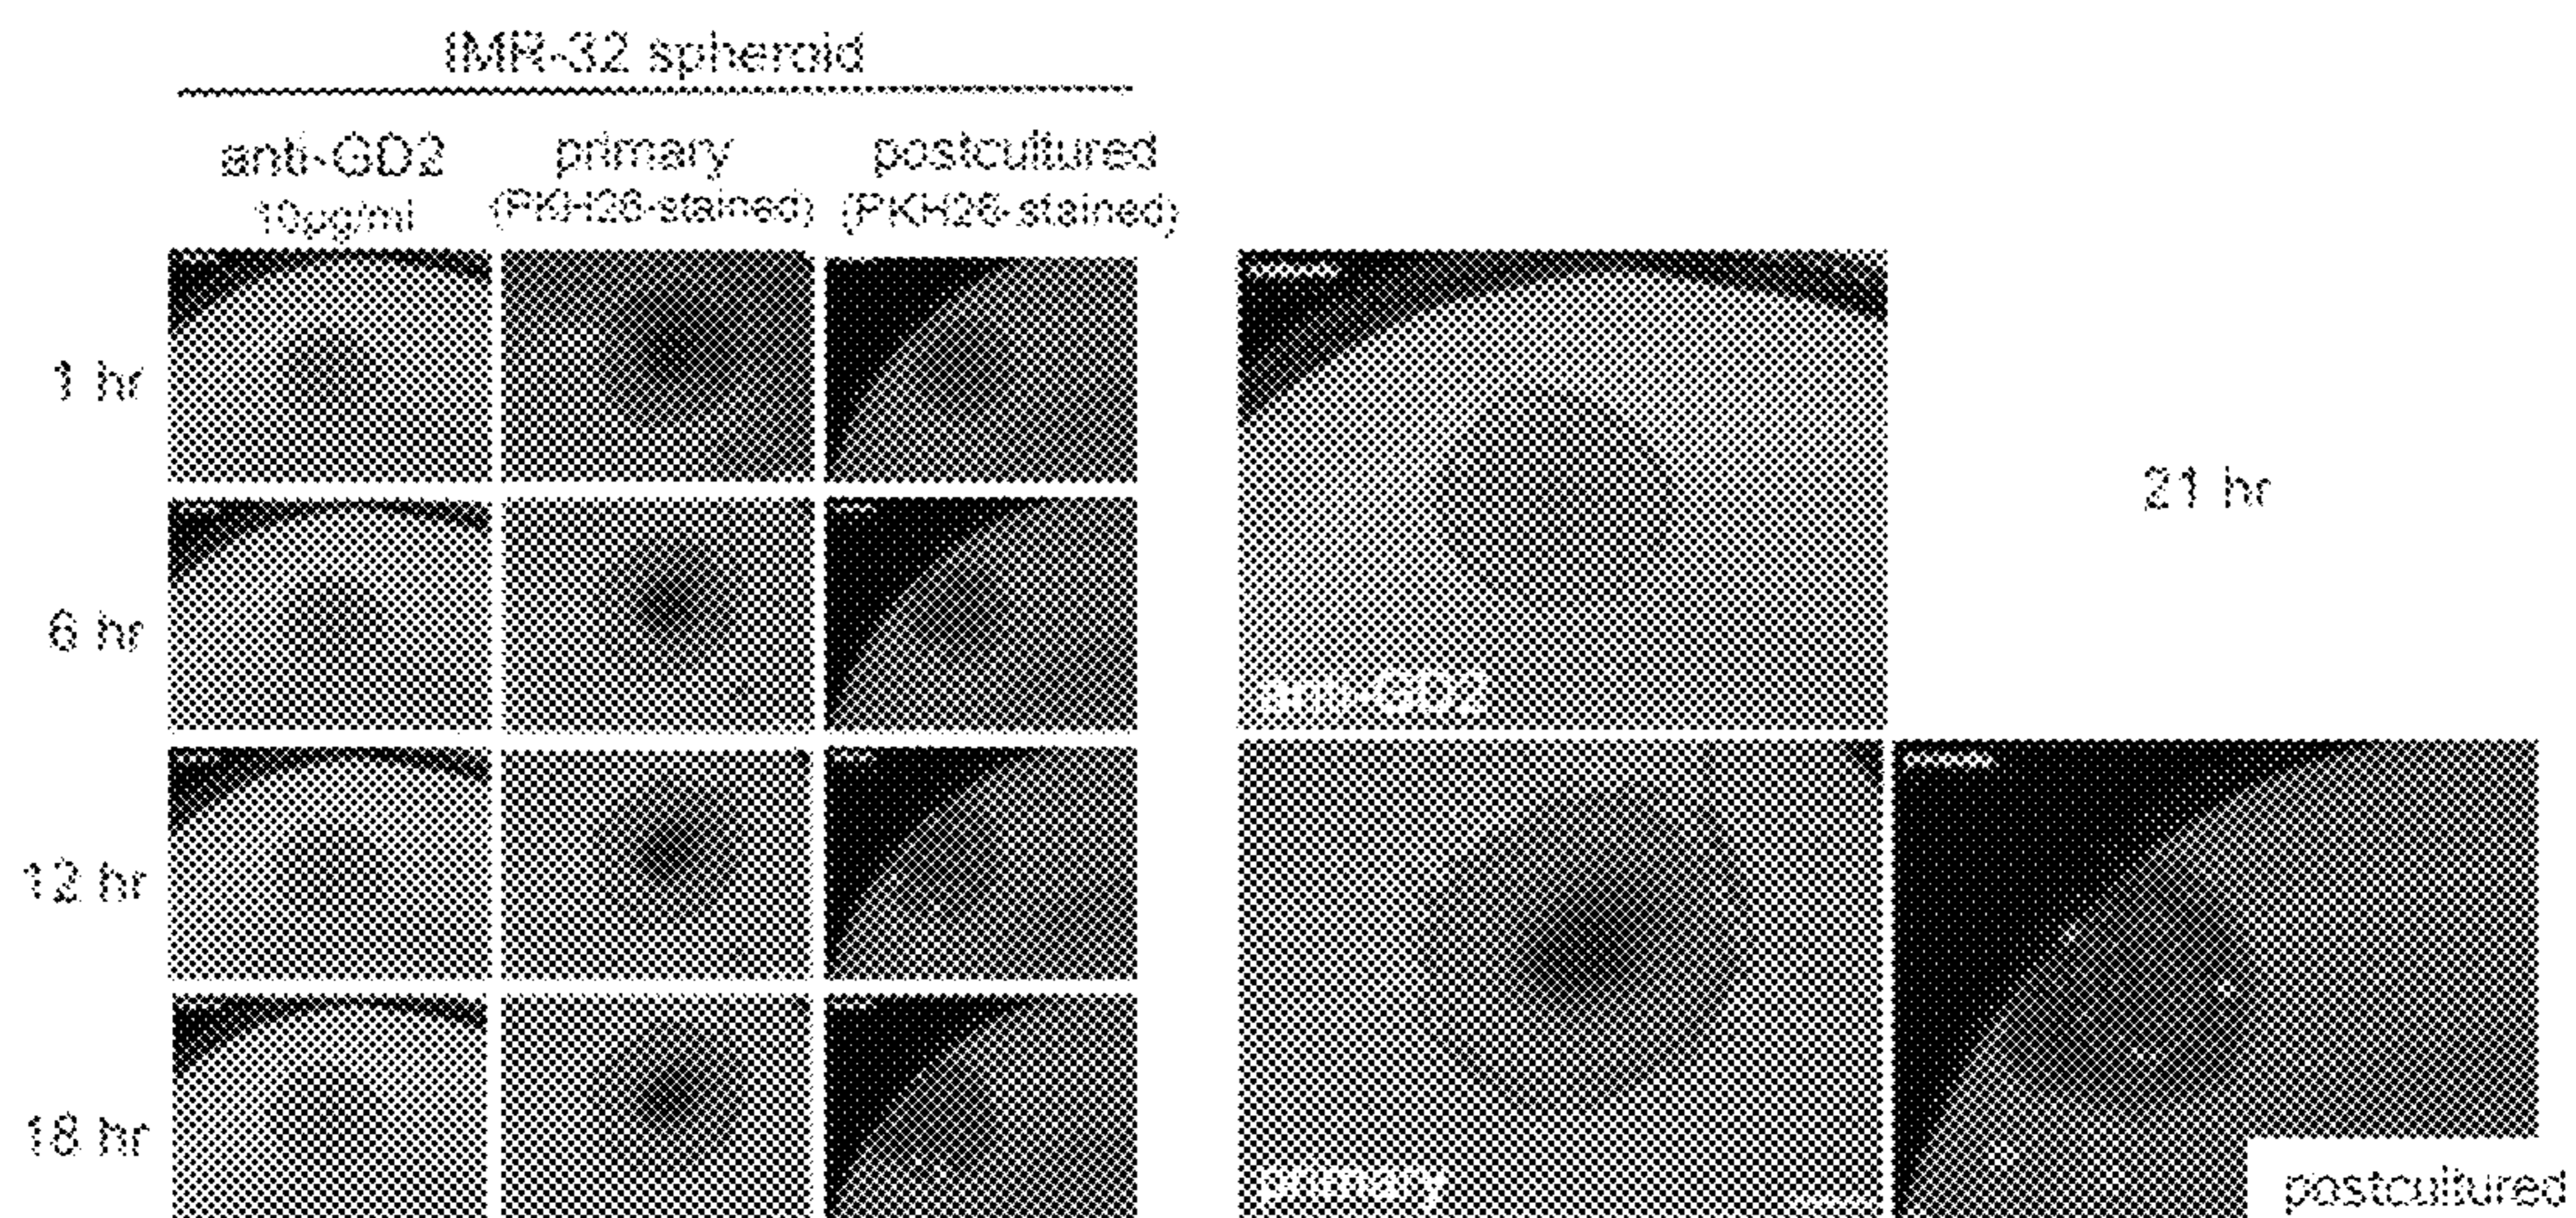 IMR-32 spheroid
anti-GD2 primary postcultured
10µg/ml (PKH26-stained) (PKH26-stained)
1 hr
21 hr
6 hr
anti-GD2
12 hr
18 hr
primary
postcultured